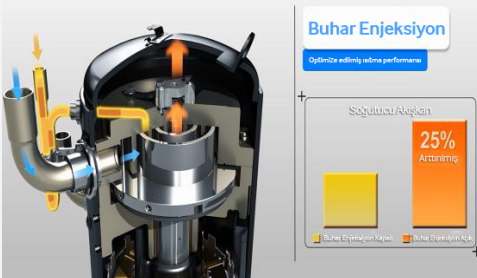 Buhar Enjeksiyon
Optimize edilmiş ısıtma performansı
Soğutucu Akışkan
25%
Arttırılmış
Buhar Enjeksiyon Kapalı
Buhar Enjeksiyon Açık